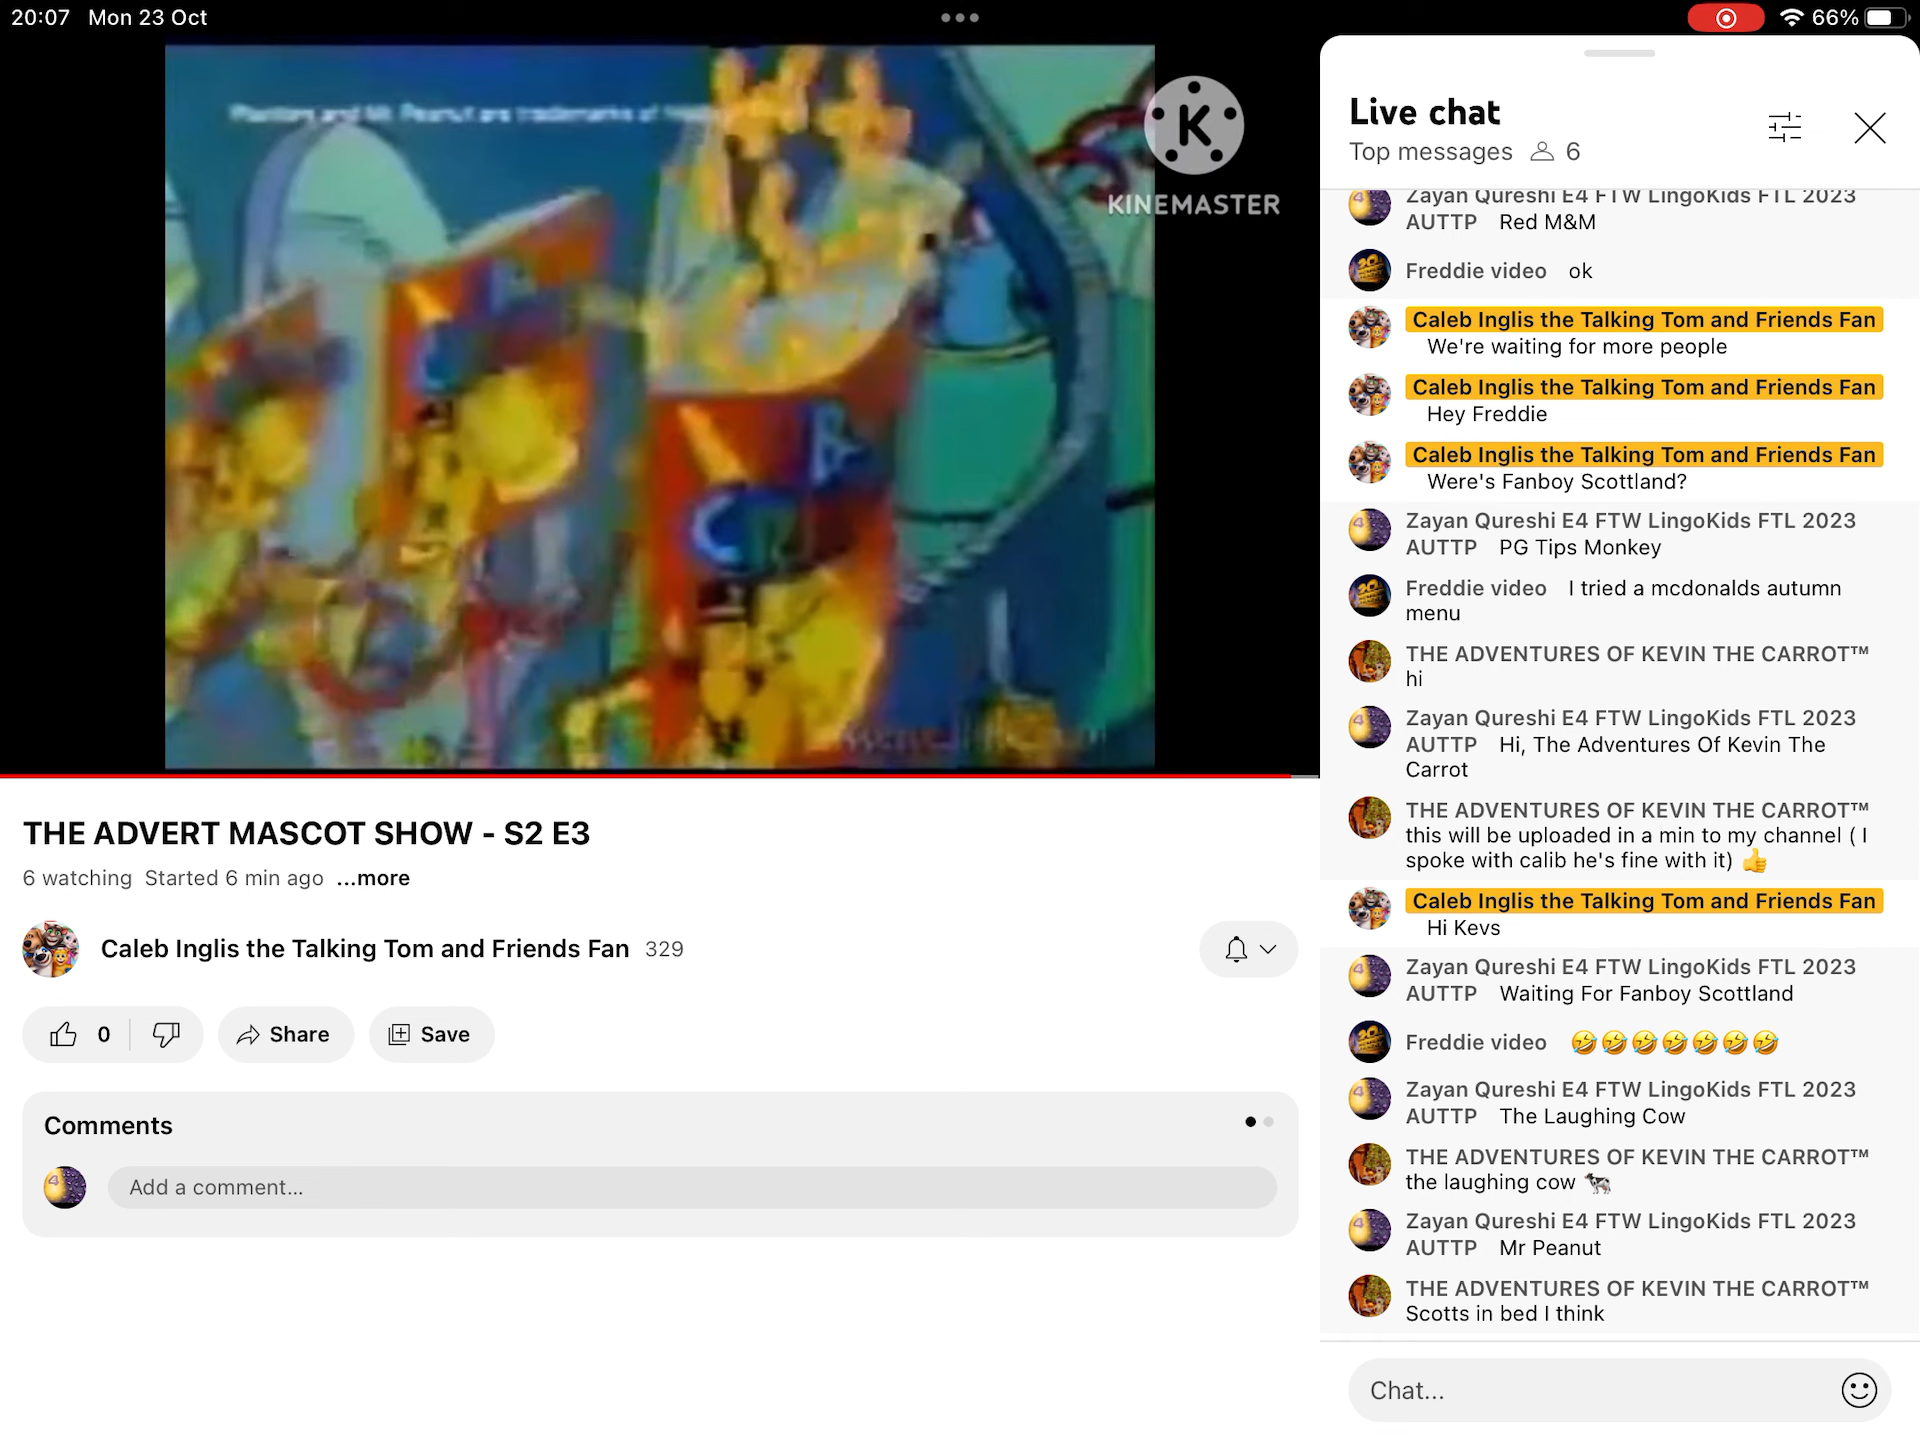 20:07 Mon 23 Oct
66%
Planters and Mr. Peanut are trademarks of
K
KINEMASTER
THE ADVERT MASCOT SHOW - S2 E3
6 watching Started 6 min ago ...more
Caleb Inglis the Talking Tom and Friends Fan 329
0
Share
Save
Comments
Add a comment...
Live chat
Top messages 6
Zayan Qureshi E4 FTW LingoKids FTL 2023
AUTTP Red M&M
Freddie video ok
Caleb Inglis the Talking Tom and Friends Fan
We're waiting for more people
Caleb Inglis the Talking Tom and Friends Fan
Hey Freddie
Caleb Inglis the Talking Tom and Friends Fan
Were's Fanboy Scottland?
Zayan Qureshi E4 FTW LingoKids FTL 2023
AUTTP PG Tips Monkey
Freddie video I tried a mcdonalds autumn
menu
THE ADVENTURES OF KEVIN THE CARROT™
hi
Zayan Qureshi E4 FTW LingoKids FTL 2023
AUTTP Hi, The Adventures Of Kevin The
Carrot
THE ADVENTURES OF KEVIN THE CARROT™
this will be uploaded in a min to my channel ( I
spoke with calib he's fine with it) 👍
Caleb Inglis the Talking Tom and Friends Fan
Hi Kevs
Zayan Qureshi E4 FTW LingoKids FTL 2023
AUTTP Waiting For Fanboy Scottland
Freddie video 🤣🤣🤣🤣🤣🤣🤣
Zayan Qureshi E4 FTW LingoKids FTL 2023
AUTTP The Laughing Cow
THE ADVENTURES OF KEVIN THE CARROT™
the laughing cow 🐄
Zayan Qureshi E4 FTW LingoKids FTL 2023
AUTTP Mr Peanut
THE ADVENTURES OF KEVIN THE CARROT™
Scotts in bed I think
Chat...